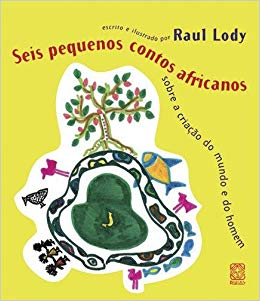 escrito e ilustrado por Raul Lody
Seis pequenos contos africanos
sobre a criação do mundo e do homem